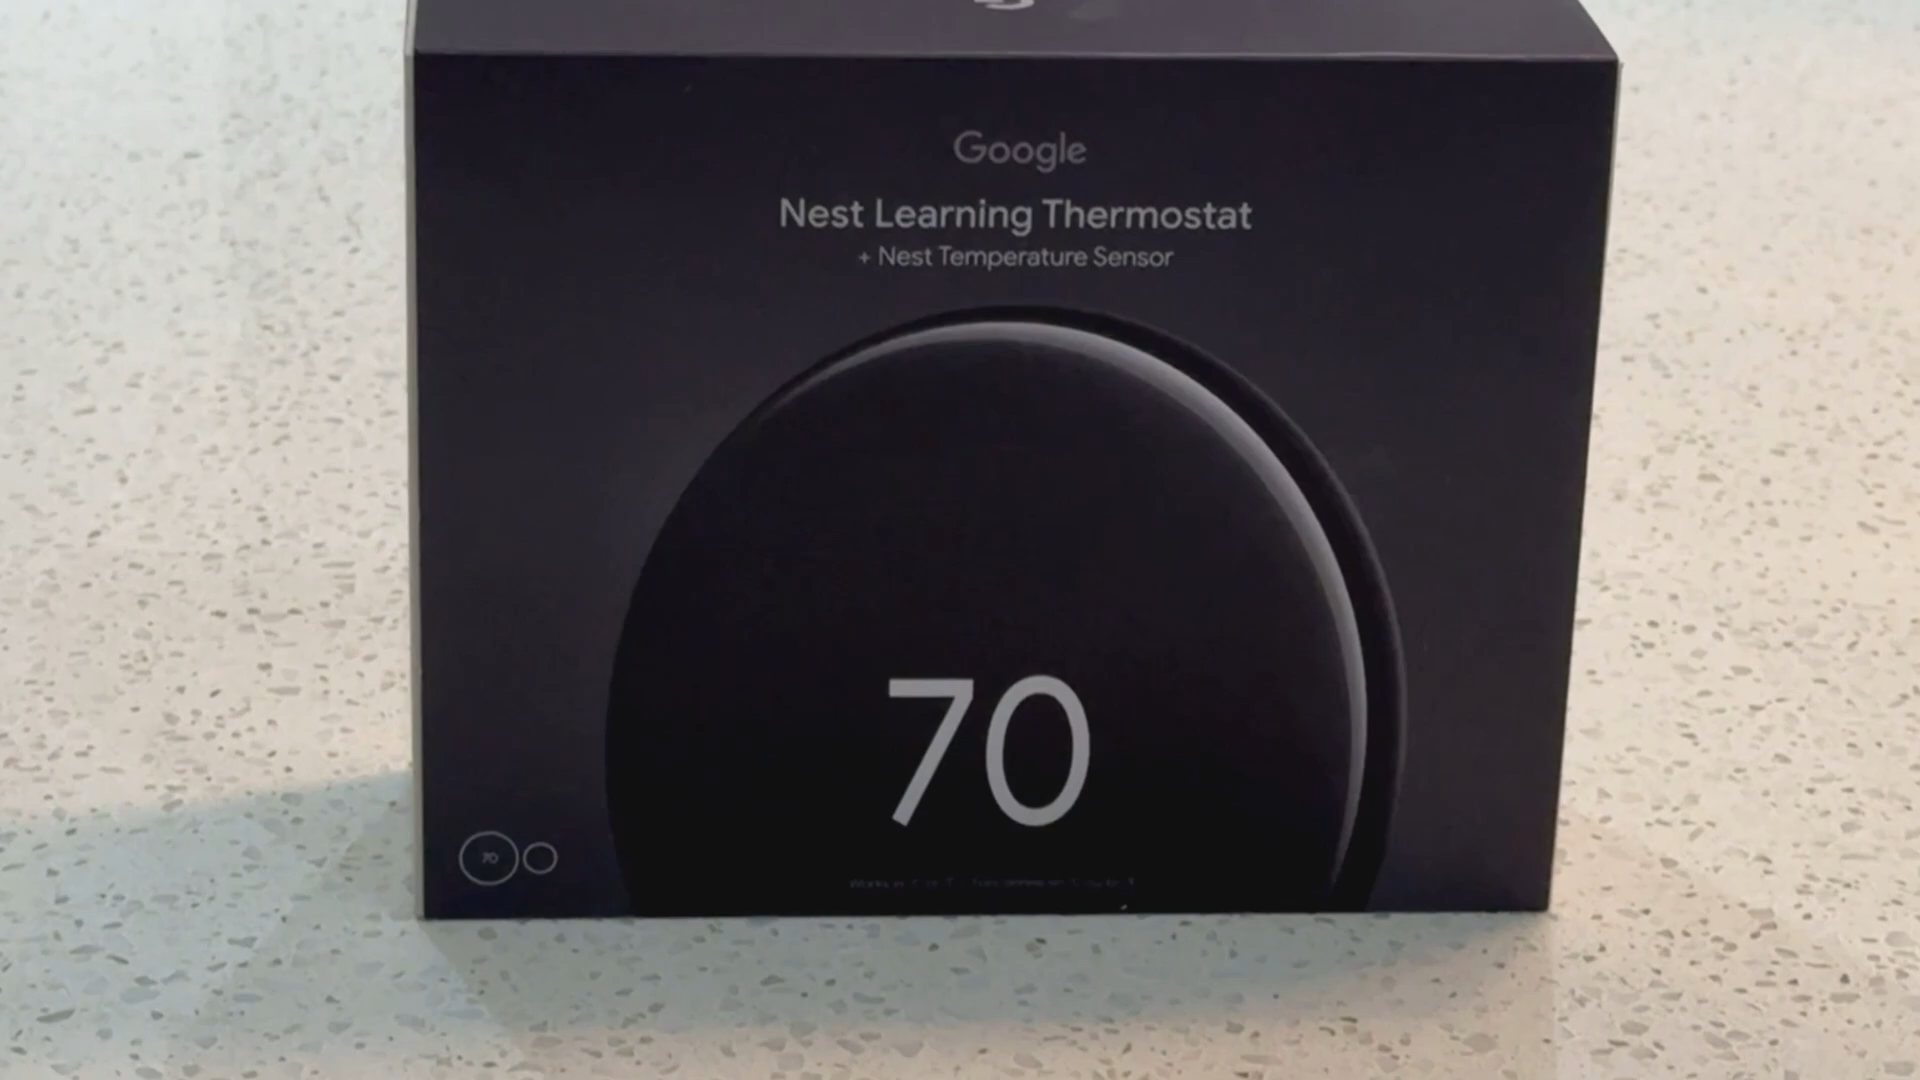 G
Google
Nest Learning Thermostat
+ Nest Temperature Sensor
70
70